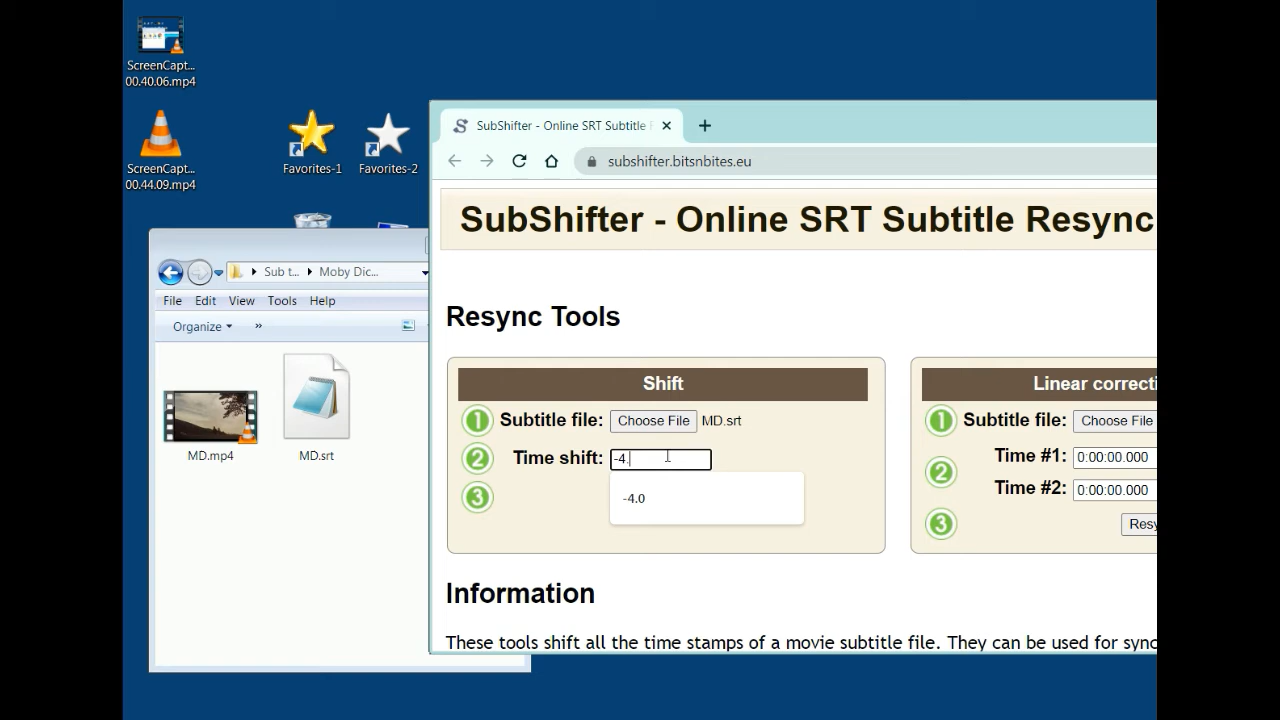 ScreenCapt...
00.40.06.mp4
ScreenCapt...
00.44.09.mp4
Favorites-1
Favorites-2
Sub t...
Moby Dic...
File Edit View Tools Help
Organize
»
MD.mp4
MD.srt
SubShifter - Online SRT Subtitle
subshifter.bitsnbites.eu
SubShifter - Online SRT Subtitle Resync
Resync Tools
Shift
1 Subtitle file: Choose File MD.srt
2 Time shift: -4.
-4.0
3
Linear correcti
1 Subtitle file: Choose File
2 Time #1: 0:00:00.000
Time #2: 0:00:00.000
3 Resy
Information
These tools shift all the time stamps of a movie subtitle file. They can be used for sync